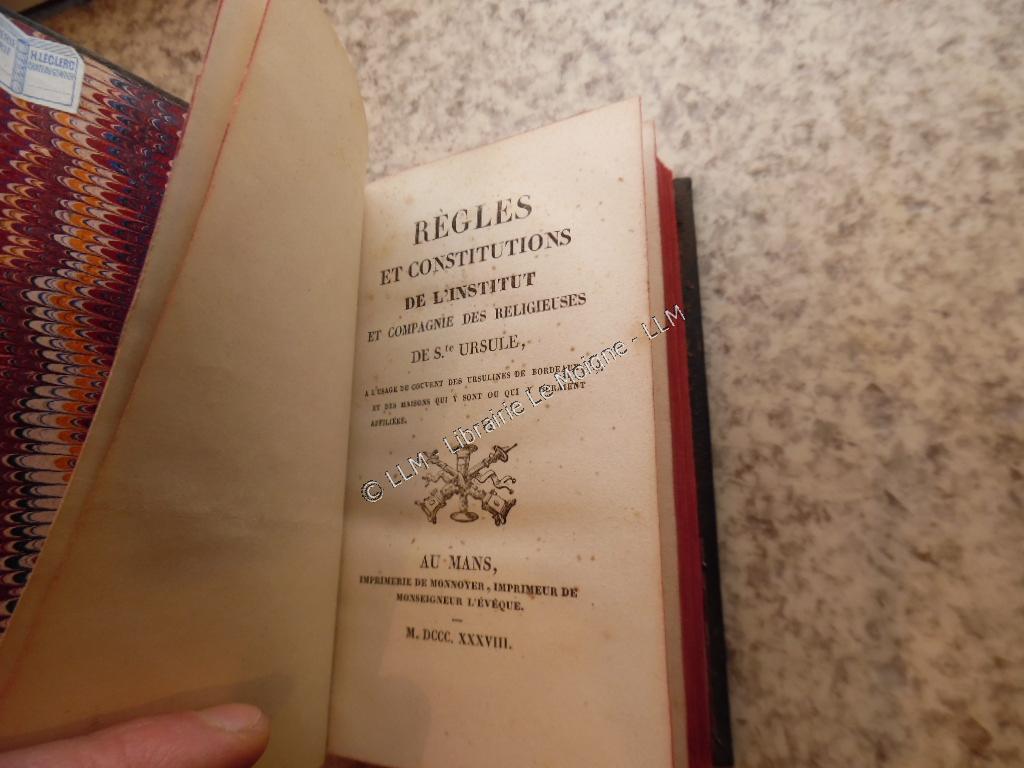 H. LECLERC
RÈGLES
ET CONSTITUTIONS
DE L'INSTITUT
ET COMPAGNIE DES RELIGIEUSES
DE S.te URSULE,
A L'USAGE DU COUVENT DES URSULINES DE BORDEAUX
ET DES MAISONS QUI Y SONT OU QUI Y SERAIENT
AFFILIÉES.
© LLM - Librairie Le Moigne - LLM
AU MANS,
IMPRIMERIE DE MONNOYER, IMPRIMEUR DE
MONSEIGNEUR L'ÉVÊQUE.
M. DCCC. XXXVIII.